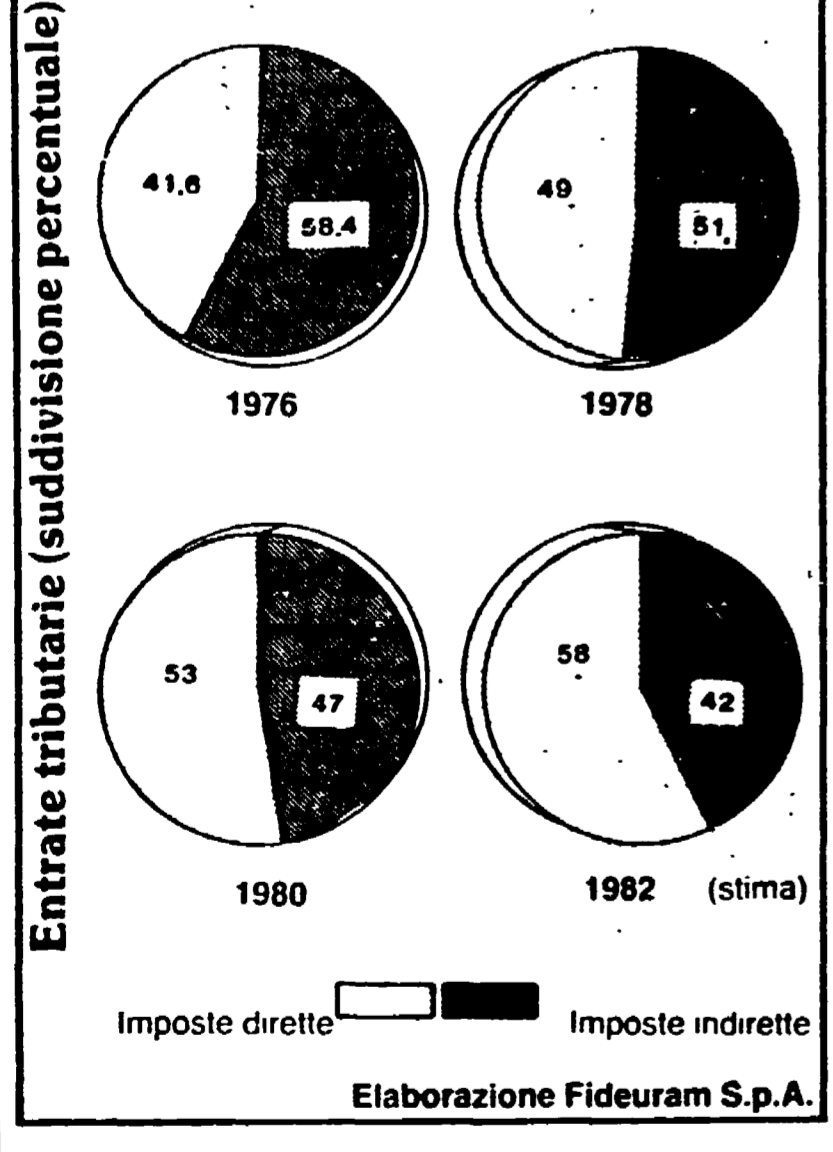 Entrate tributarie (suddivisione percentuale)
41.6
58.4
1976
49
51
1978
53
47
1980
58
42
1982 (stima)
Imposte dirette
Imposte indirette
Elaborazione Fideuram S.p.A.